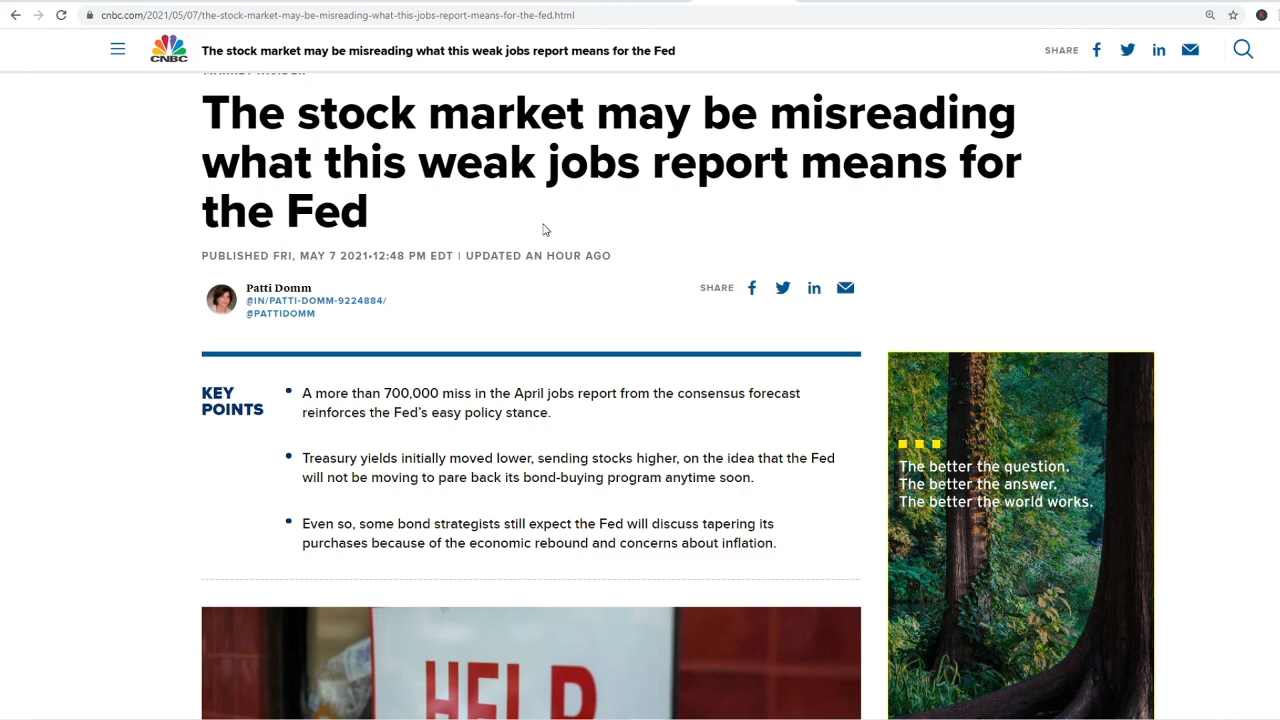 cnbc.com/2021/05/07/the-stock-market-may-be-misreading-what-this-jobs-report-means-for-the-fed.html
CNBC
The stock market may be misreading what this weak jobs report means for the Fed
SHARE
The stock market may be misreading
what this weak jobs report means for
the Fed
PUBLISHED FRI, MAY 7 2021•12:48 PM EDT | UPDATED AN HOUR AGO
Patti Domm
@IN/PATTI-DOMM-9224884/
@PATTIDOMM
SHARE
KEY
POINTS
• A more than 700,000 miss in the April jobs report from the consensus forecast
reinforces the Fed’s easy policy stance.
• Treasury yields initially moved lower, sending stocks higher, on the idea that the Fed
will not be moving to pare back its bond-buying program anytime soon.
• Even so, some bond strategists still expect the Fed will discuss tapering its
purchases because of the economic rebound and concerns about inflation.
The better the question.
The better the answer.
The better the world works.
HELP